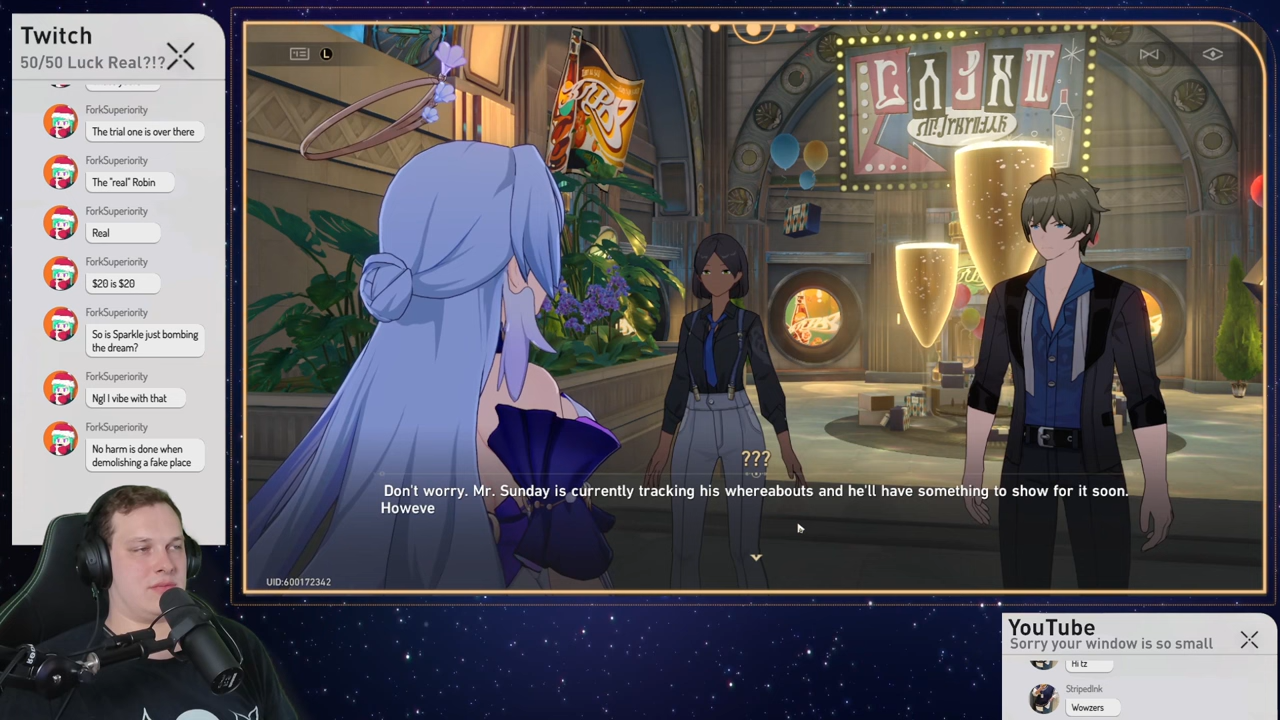 Twitch
50/50 Luck Real?!?
ForkSuperiority
The trial one is over there
ForkSuperiority
The "real" Robin
ForkSuperiority
Real
ForkSuperiority
$20 is $20
ForkSuperiority
So is Sparkle just bombing
the dream?
ForkSuperiority
Ngl I vibe with that
ForkSuperiority
No harm is done when
demolishing a fake place
L
???
Don't worry. Mr. Sunday is currently tracking his whereabouts and he'll have something to show for it soon.
Howeve
UID:600172342
YouTube
Sorry your window is so small
Hi tz
StripedInk
Wowzers